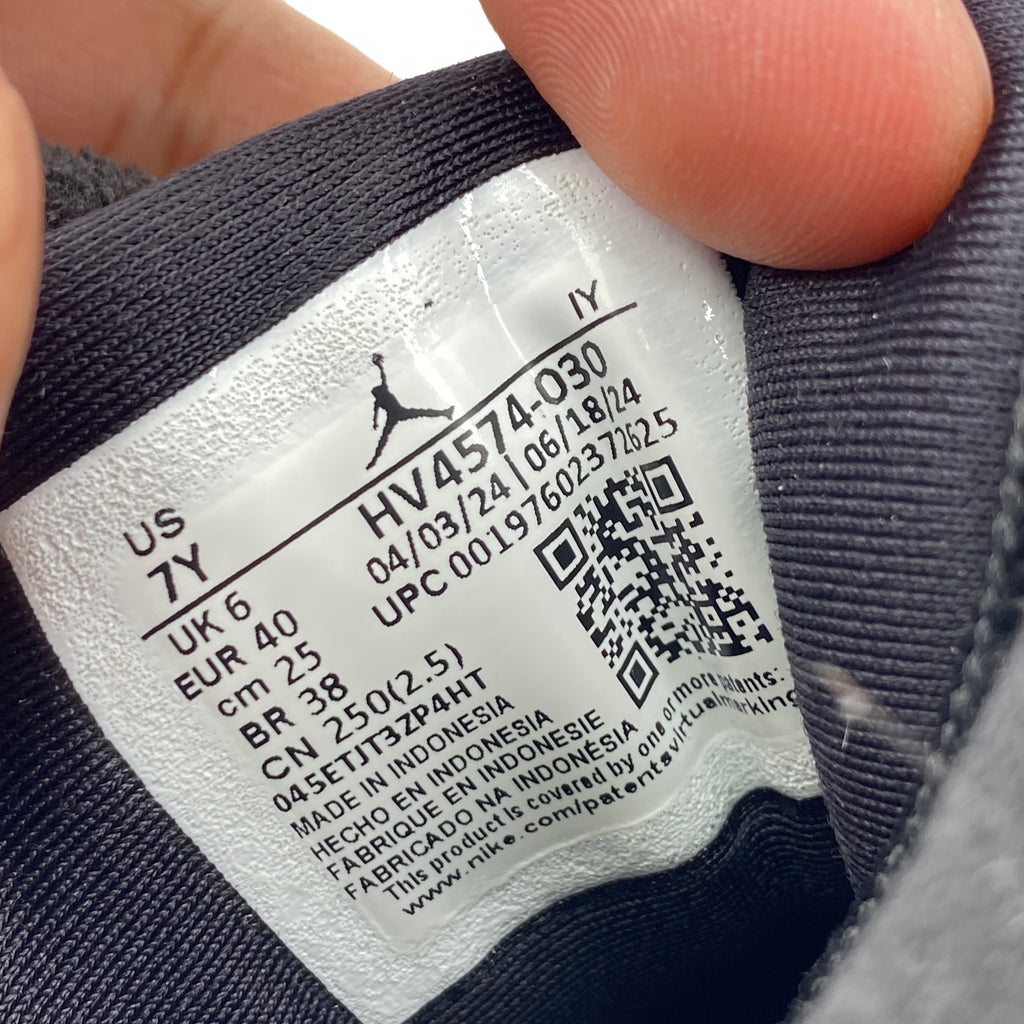 IY
US
7Y
HV4574-030
04/03/24 | 06/18/24
UPC 00197602372625
UK 6
EUR 40
cm 25
BR 38
CN 250(2.5)
045ETJT3ZP4HT
MADE IN INDONESIA
HECHO EN INDONESIA
FABRIQUE EN INDONESIE
FABRICADO NA INDONÉSIA
This product is covered by one or more patents:
www.nike.com/patentsvirtualmarking